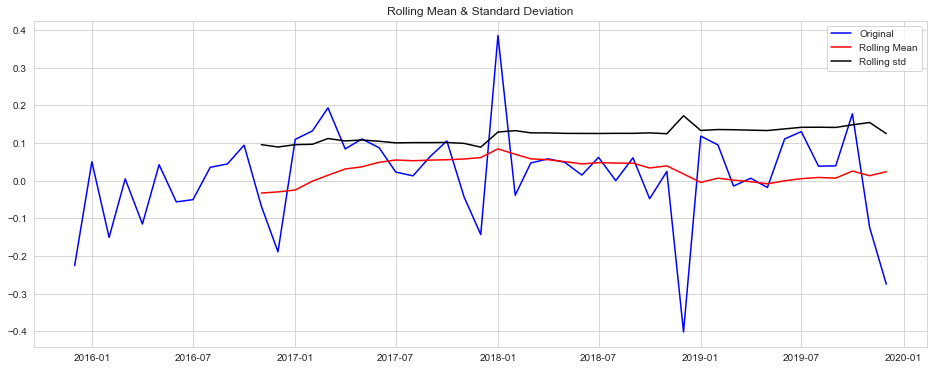 Rolling Mean & Standard Deviation
Original
Rolling Mean
Rolling std
0.4
0.3
0.2
0.1
0.0
−0.1
−0.2
−0.3
−0.4
2016-01 2016-07 2017-01 2017-07 2018-01 2018-07 2019-01 2019-07 2020-01